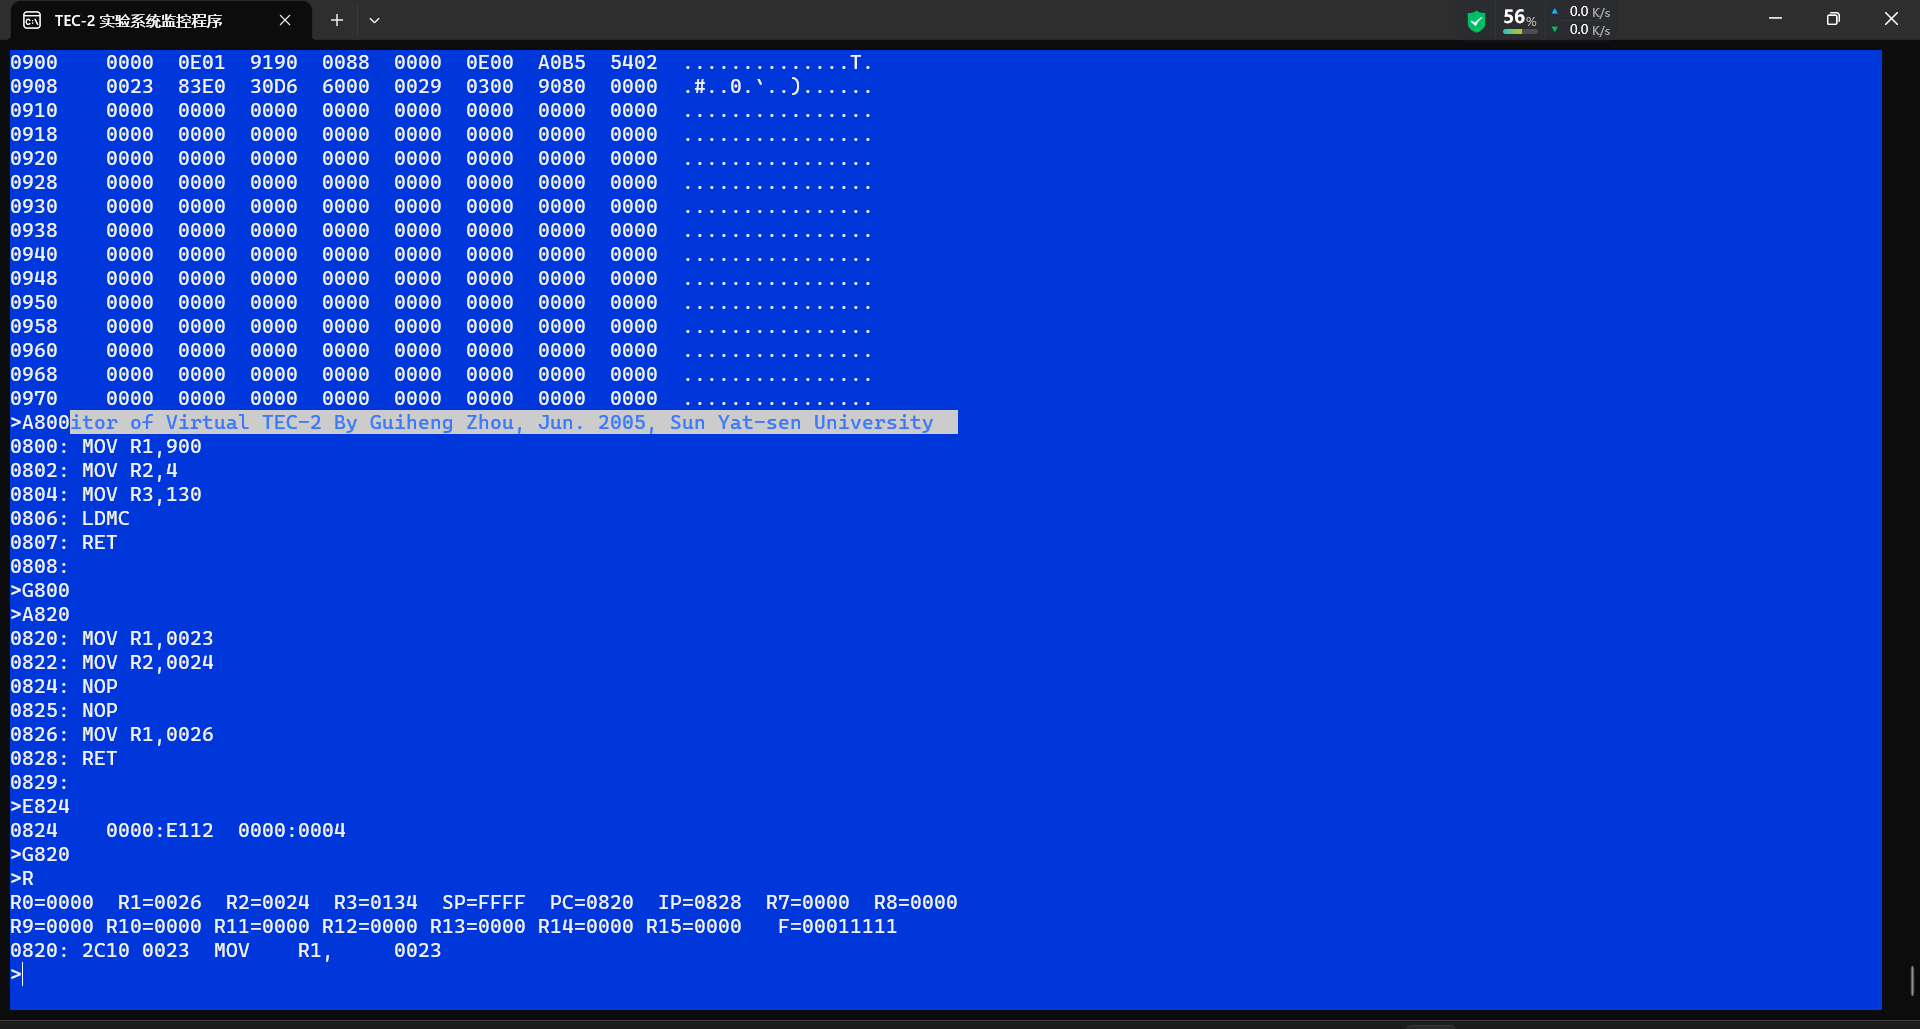 TEC-2 实验系统监控程序
56%
0.0 K/s
0.0 K/s
0900 0000 0E01 9190 0088 0000 0E00 A0B5 5402 ..............T.
0908 0023 83E0 30D6 6000 0029 0300 9080 0000 .#..0.`..)......
0910 0000 0000 0000 0000 0000 0000 0000 0000 ................
0918 0000 0000 0000 0000 0000 0000 0000 0000 ................
0920 0000 0000 0000 0000 0000 0000 0000 0000 ................
0928 0000 0000 0000 0000 0000 0000 0000 0000 ................
0930 0000 0000 0000 0000 0000 0000 0000 0000 ................
0938 0000 0000 0000 0000 0000 0000 0000 0000 ................
0940 0000 0000 0000 0000 0000 0000 0000 0000 ................
0948 0000 0000 0000 0000 0000 0000 0000 0000 ................
0950 0000 0000 0000 0000 0000 0000 0000 0000 ................
0958 0000 0000 0000 0000 0000 0000 0000 0000 ................
0960 0000 0000 0000 0000 0000 0000 0000 0000 ................
0968 0000 0000 0000 0000 0000 0000 0000 0000 ................
0970 0000 0000 0000 0000 0000 0000 0000 0000 ................
>A800itor of Virtual TEC-2 By Guiheng Zhou, Jun. 2005, Sun Yat-sen University
0800: MOV R1,900
0802: MOV R2,4
0804: MOV R3,130
0806: LDMC
0807: RET
0808:
>G800
>A820
0820: MOV R1,0023
0822: MOV R2,0024
0824: NOP
0825: NOP
0826: MOV R1,0026
0828: RET
0829:
>E824
0824 0000:E112 0000:0004
>G820
>R
R0=0000 R1=0026 R2=0024 R3=0134 SP=FFFF PC=0820 IP=0828 R7=0000 R8=0000
R9=0000 R10=0000 R11=0000 R12=0000 R13=0000 R14=0000 R15=0000 F=00011111
0820: 2C10 0023 MOV R1, 0023
>